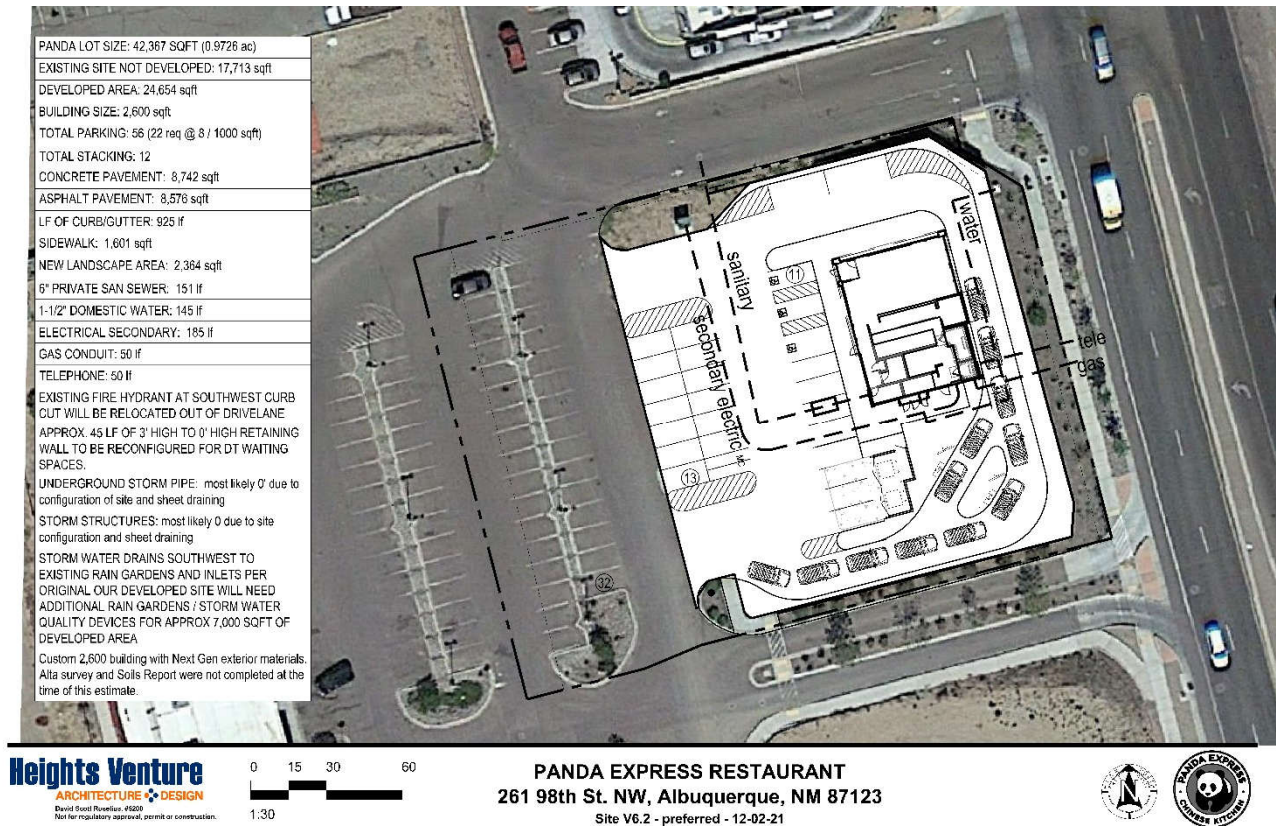 PANDA LOT SIZE: 42,367 SQFT (0.9726 ac)
EXISTING SITE NOT DEVELOPED: 17,713 sqft
DEVELOPED AREA: 24,654 sqft
BUILDING SIZE: 2,600 sqft
TOTAL PARKING: 56 (22 req @ 8 / 1000 sqft)
TOTAL STACKING: 12
CONCRETE PAVEMENT: 8,742 sqft
ASPHALT PAVEMENT: 8,576 sqft
LF OF CURB/GUTTER: 925 lf
SIDEWALK: 1,601 sqft
NEW LANDSCAPE AREA: 2,364 sqft
6" PRIVATE SAN SEWER: 151 lf
1-1/2" DOMESTIC WATER: 145 lf
ELECTRICAL SECONDARY: 185 lf
GAS CONDUIT: 50 lf
TELEPHONE: 50 lf
EXISTING FIRE HYDRANT AT SOUTHWEST CURB
CUT WILL BE RELOCATED OUT OF DRIVELANE
APPROX. 45 LF OF 3' HIGH TO 0' HIGH RETAINING
WALL TO BE RECONFIGURED FOR DT WAITING
SPACES.
UNDERGROUND STORM PIPE: most likely 0' due to
configuration of site and sheet draining
STORM STRUCTURES: most likely 0 due to site
configuration and sheet draining
STORM WATER DRAINS SOUTHWEST TO
EXISTING RAIN GARDENS AND INLETS PER
ORIGINAL OUR DEVELOPED SITE WILL NEED
ADDITIONAL RAIN GARDENS / STORM WATER
QUALITY DEVICES FOR APPROX 7,000 SQFT OF
DEVELOPED AREA
Custom 2,600 building with Next Gen exterior materials.
Alta survey and Soils Report were not completed at the
time of this estimate.
water
sanitary
11
secondary electric
tele
gas
MC
13
32
Heights Venture
ARCHITECTURE DESIGN
David Scott Roselius, #5200
Not for regulatory approval, permit or construction.
0 15 30 60
1:30
PANDA EXPRESS RESTAURANT
261 98th St. NW, Albuquerque, NM 87123
Site V6.2 - preferred - 12-02-21
N
PANDA EXPRESS
CHINESE KITCHEN